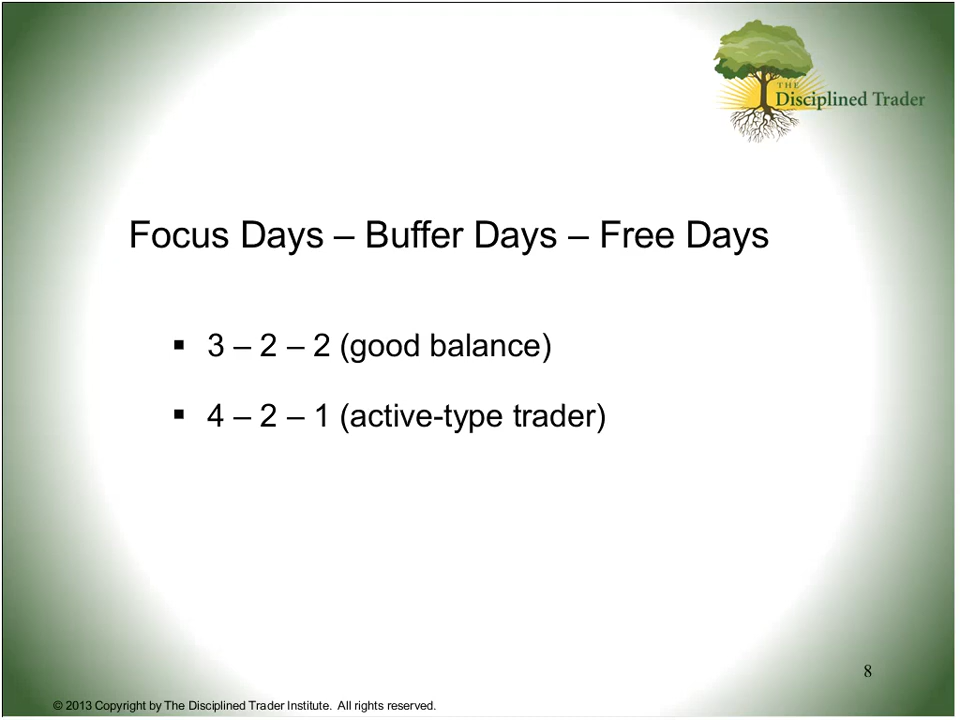 THE
Disciplined Trader
Focus Days – Buffer Days – Free Days
▪ 3 – 2 – 2 (good balance)
▪ 4 – 2 – 1 (active-type trader)
8
© 2013 Copyright by The Disciplined Trader Institute. All rights reserved.